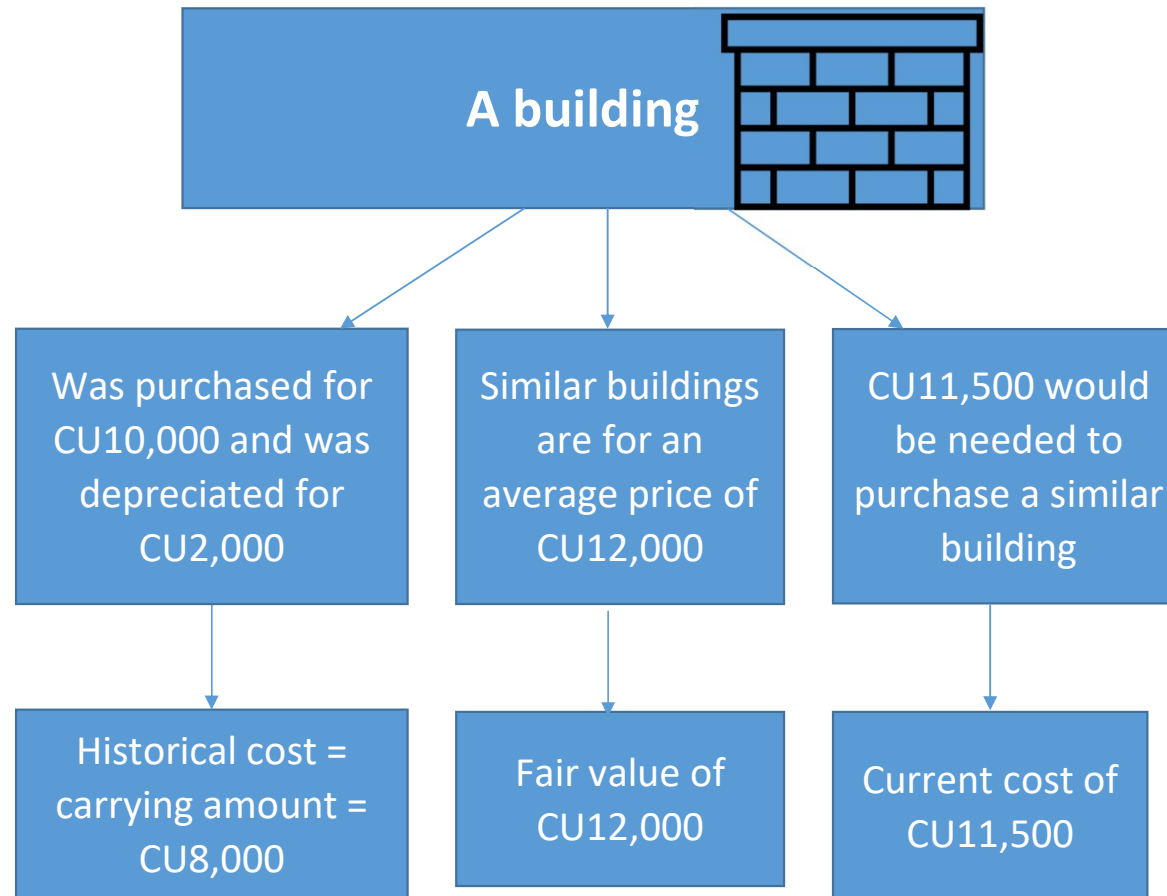 A building
Was purchased for
CU10,000 and was
depreciated for
CU2,000
Similar buildings
are for an
average price of
CU12,000
CU11,500 would
be needed to
purchase a similar
building
Historical cost =
carrying amount =
CU8,000
Fair value of
CU12,000
Current cost of
CU11,500